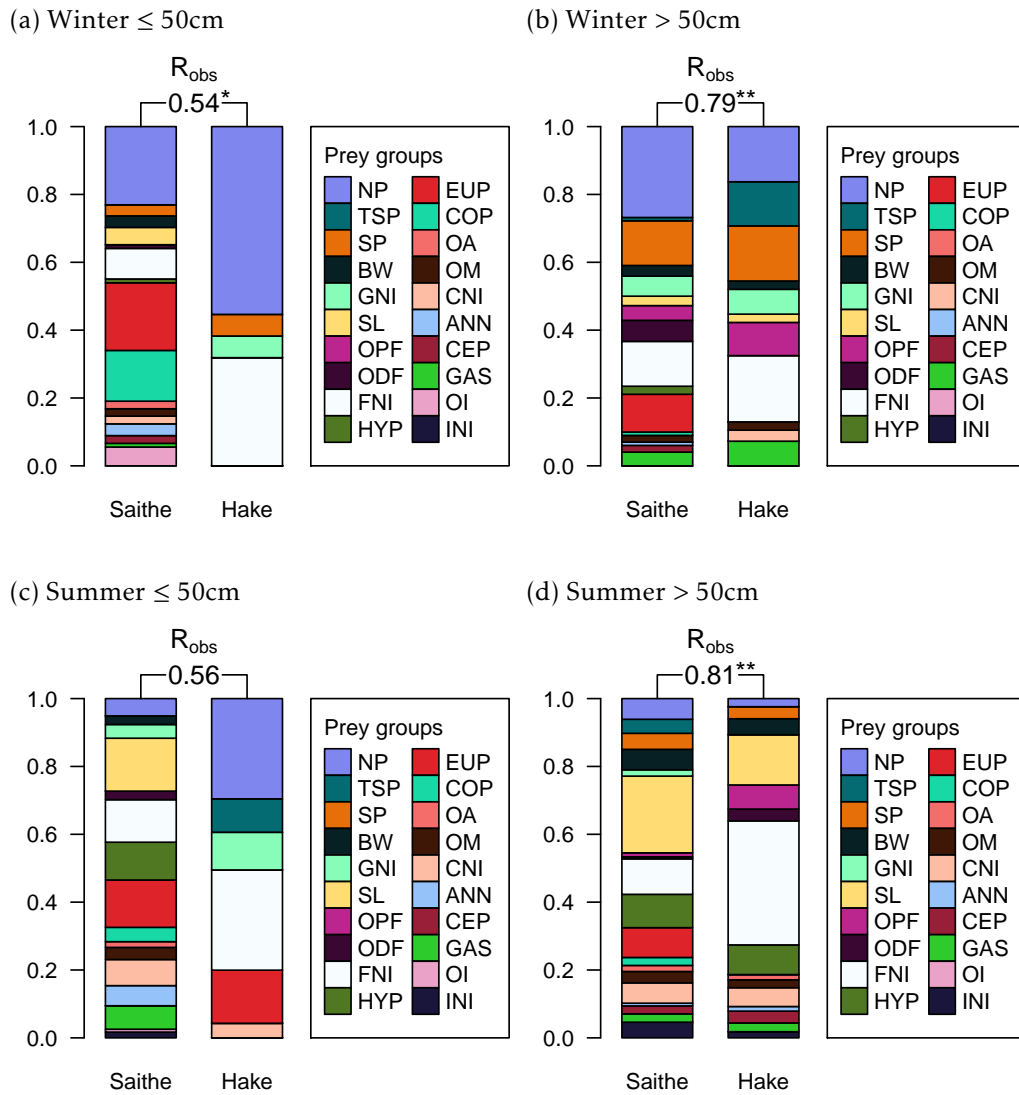 (a) Winter ≤ 50cm
R_obs
0.54*
1.0
0.8
0.6
0.4
0.2
0.0
Saithe Hake
Prey groups
NP EUP
TSP COP
SP OA
BW OM
GNI CNI
SL ANN
OPF CEP
ODF GAS
FNI OI
HYP INI
(b) Winter > 50cm
R_obs
0.79**
1.0
0.8
0.6
0.4
0.2
0.0
Saithe Hake
Prey groups
NP EUP
TSP COP
SP OA
BW OM
GNI CNI
SL ANN
OPF CEP
ODF GAS
FNI OI
HYP INI
(c) Summer ≤ 50cm
R_obs
0.56
1.0
0.8
0.6
0.4
0.2
0.0
Saithe Hake
Prey groups
NP EUP
TSP COP
SP OA
BW OM
GNI CNI
SL ANN
OPF CEP
ODF GAS
FNI OI
HYP INI
(d) Summer > 50cm
R_obs
0.81**
1.0
0.8
0.6
0.4
0.2
0.0
Saithe Hake
Prey groups
NP EUP
TSP COP
SP OA
BW OM
GNI CNI
SL ANN
OPF CEP
ODF GAS
FNI OI
HYP INI